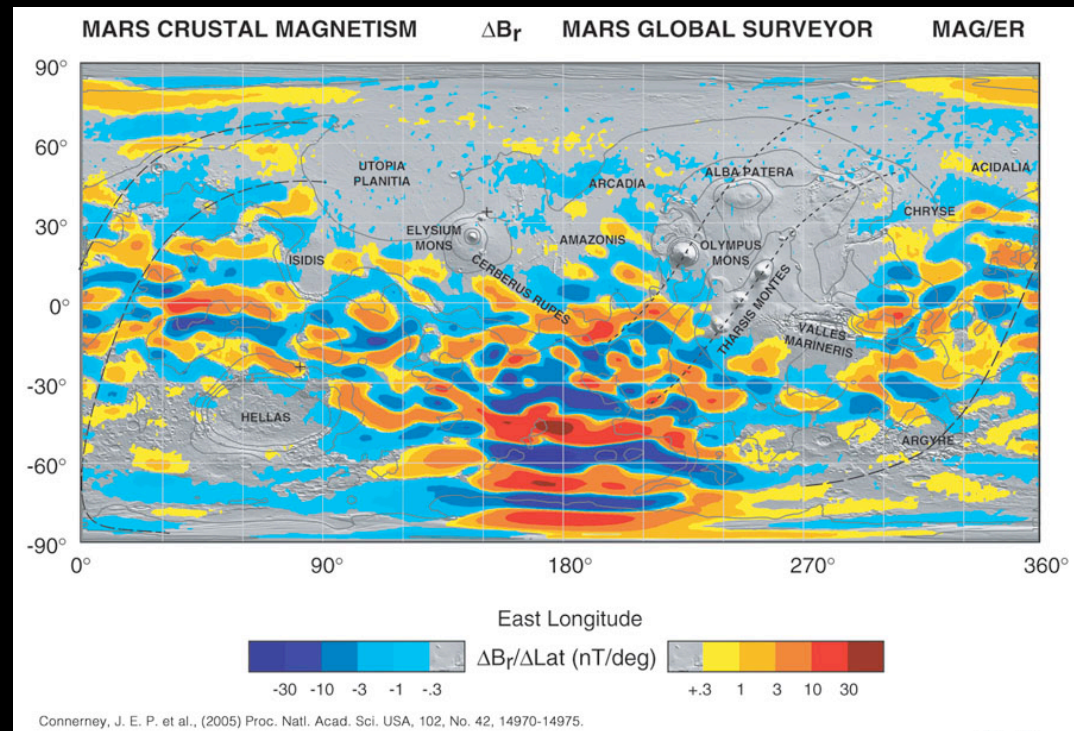 MARS CRUSTAL MAGNETISM ΔBr MARS GLOBAL SURVEYOR MAG/ER
90°
60°
30°
0°
-30°
-60°
-90°
UTOPIA
PLANITIA
ARCADIA
ALBA PATERA
ACIDALIA
CHRYSE
ELYSIUM
MONS
AMAZONIS
OLYMPUS
MONS
ISIDIS
CERBERUS RUPES
THARSIS MONTES
VALLES
MARINERIS
HELLAS
ARGYRE
0° 90° 180° 270° 360°
East Longitude
ΔBr/ΔLat (nT/deg)
-30 -10 -3 -1 -.3 +.3 1 3 10 30
Connerney, J. E. P. et al., (2005) Proc. Natl. Acad. Sci. USA, 102, No. 42, 14970-14975.